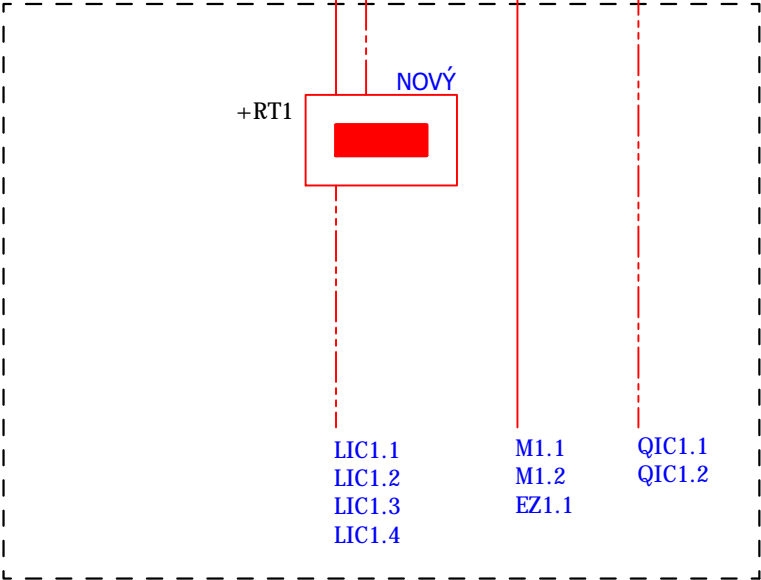 NOVÝ
+RT1
LIC1.1
LIC1.2
LIC1.3
LIC1.4
M1.1
M1.2
EZ1.1
QIC1.1
QIC1.2